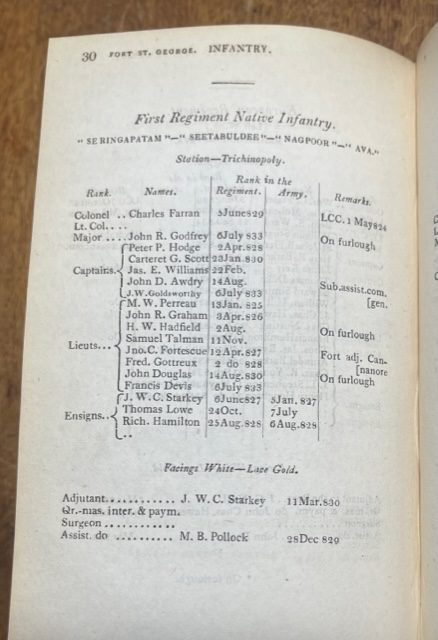 30 FORT ST. GEORGE. INFANTRY.
First Regiment Native Infantry.
"SERINGAPATAM"—"SEETABULDEE"—"NAGPOOR"—"AVA."
Station—Trichinopoly.
Rank in the
Rank. Names. Regiment. Army. Remarks.
Colonel .. Charles Farran 5June829 LCC. 1 May824
Lt. Col....
Major .... John R. Godfrey 6July 833 On furlough
Captains. Peter P. Hodge 2Apr.828
Carteret G. Scott 23Jan.830
Jas. E. Williams 22Feb.
John D. Awdry 14Aug. Sub.assist.com.
J.W.Goldsworthy 6July 833 [gen.
Lieuts... M. W. Perreau 13Jan. 825
John R. Graham 3Apr.826
H. W. Hadfield 2Aug. On furlough
Samuel Talman 11Nov.
Jno.C. Fortescue 12Apr.827 Fort adj. Can-
Fred. Gottreux 2 do 828 [nanore
John Douglas 14Aug.830 On furlough
Francis Devis 6July 833
Ensigns.. J. W. C. Starkey 6June827 5Jan. 827
Thomas Lowe 24Oct. 7July
Rich. Hamilton 25Aug.828 6Aug.828
..
Facings White—Lace Gold.
Adjutant............ J. W. C. Starkey 11Mar.830
Qr.-mas. inter. & paym.
Surgeon ............
Assist. do .......... M. B. Pollock 28Dec 829